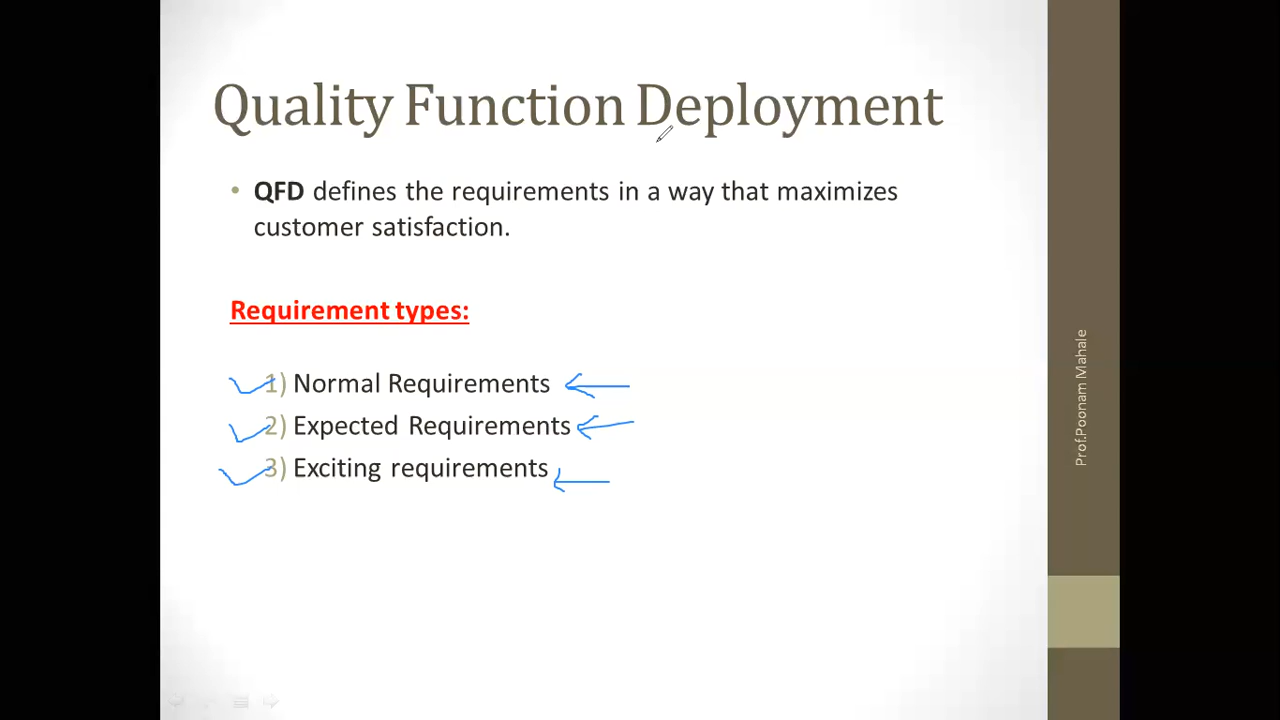 Quality Function Deployment
• QFD defines the requirements in a way that maximizes
customer satisfaction.
Requirement types:
1) Normal Requirements
2) Expected Requirements
3) Exciting requirements
Prof.Poonam Mahale